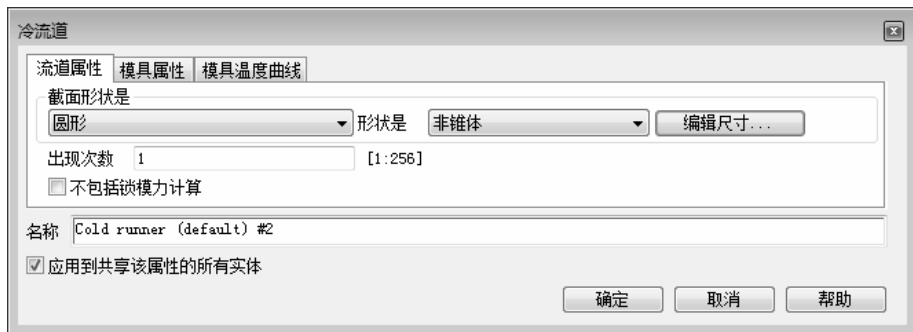 冷流道
流道属性 模具属性 模具温度曲线
截面形状是
圆形 形状是 非锥体 编辑尺寸...
出现次数 1 [1:256]
不包括锁模力计算
名称 Cold runner (default) #2
应用到共享该属性的所有实体
确定 取消 帮助